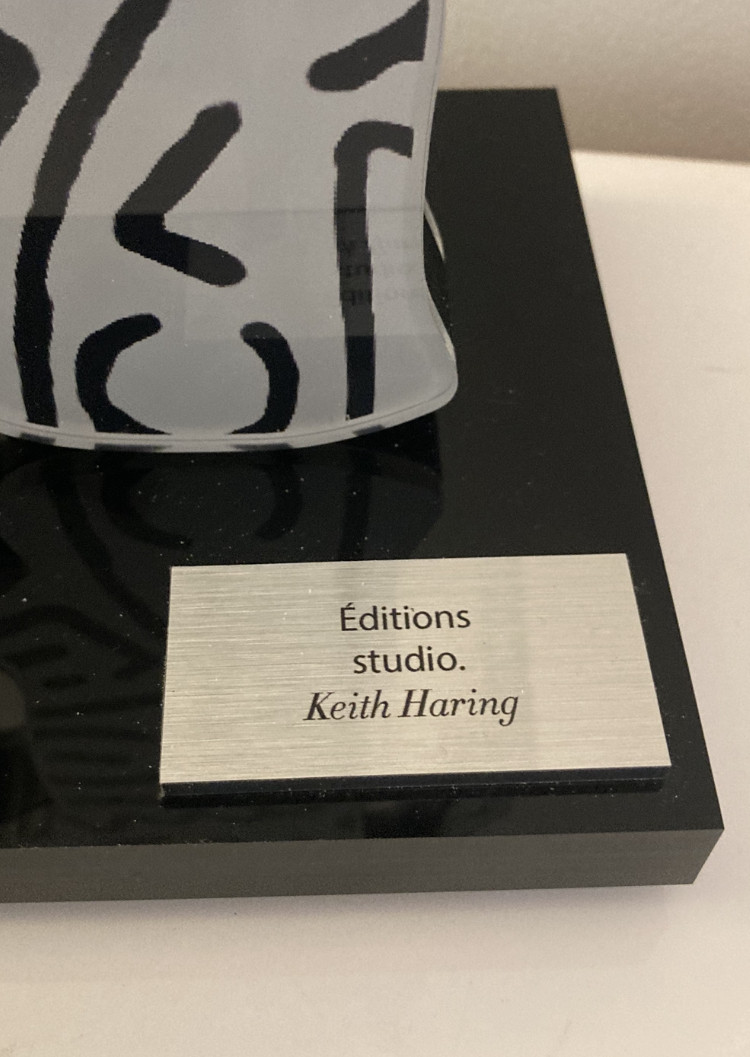 Éditions
studio.
Keith Haring